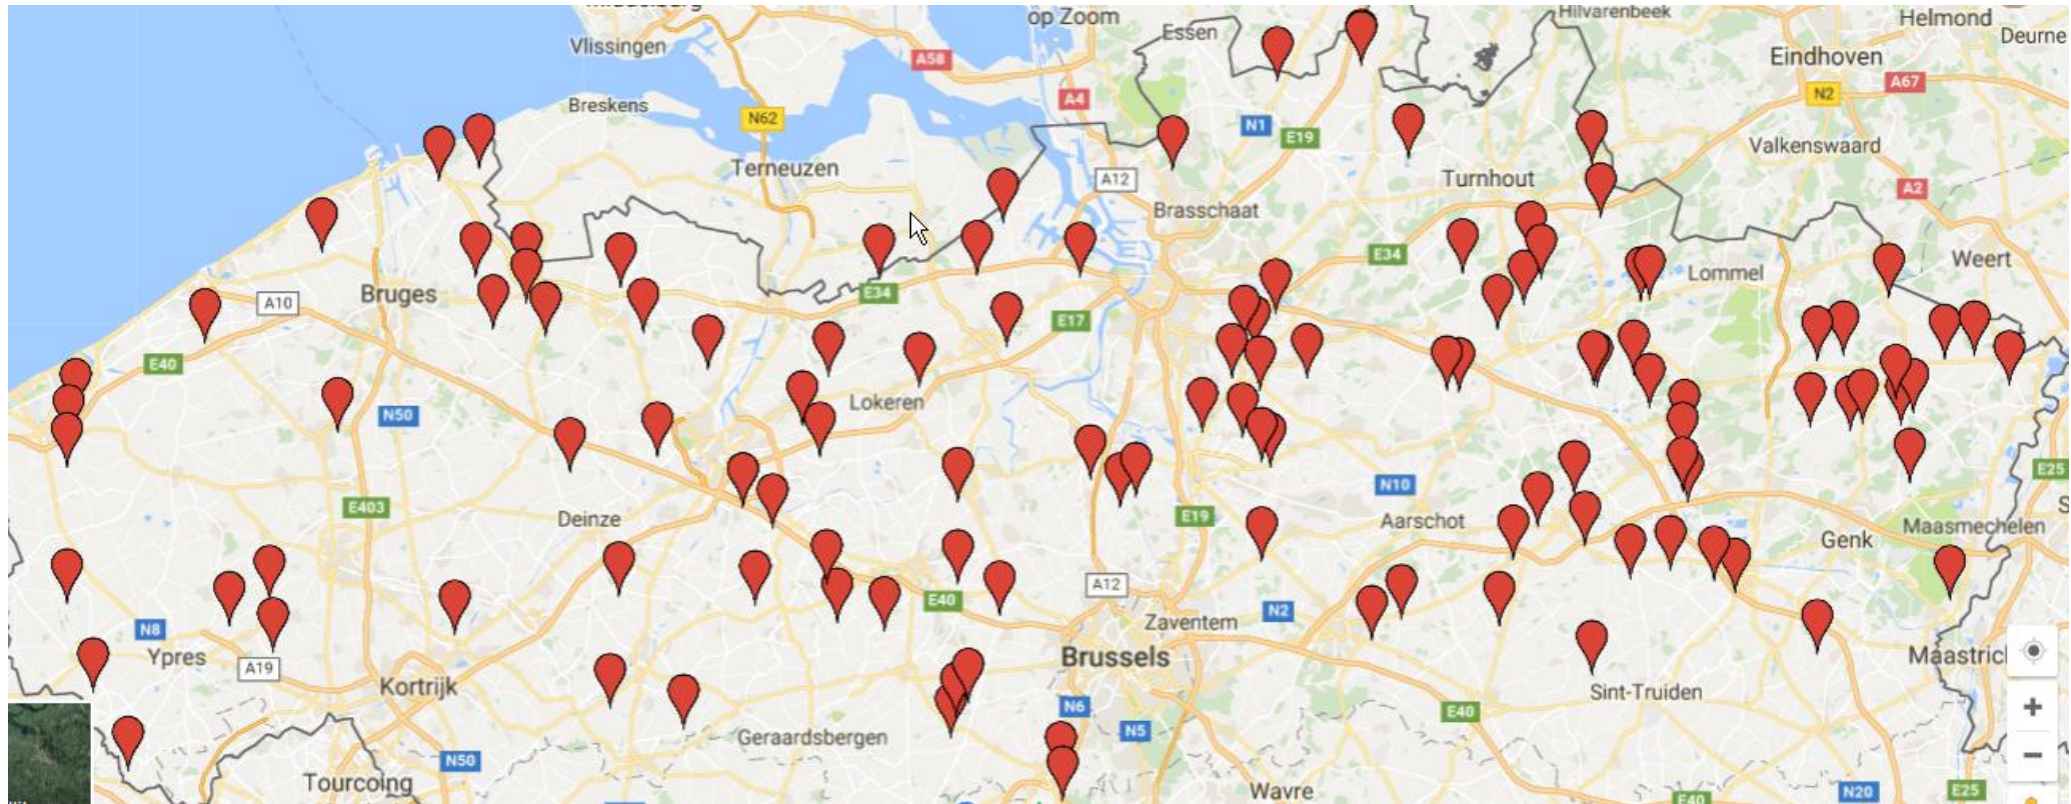 op Zoom
Hilvarenbeek
Helmond
Essen
Deurne
Vlissingen
A58
Eindhoven
A67
N2
A4
Breskens
N62
N1
E19
Valkenswaard
Terneuzen
A12
Turnhout
A2
Brasschaat
E34
Weert
Lommel
Bruges
A10
E34
E17
E40
Lokeren
N50
E25
N10
E403
Deinze
E19
Aarschot
Maasmechelen
Genk
A12
E40
N2
Zaventem
N8
Ypres
Brussels
A19
Maastric
Kortrijk
Sint-Truiden
N6
E40
N5
Geraardsbergen
N50
Tourcoing
Wavre
N20
E25
E40